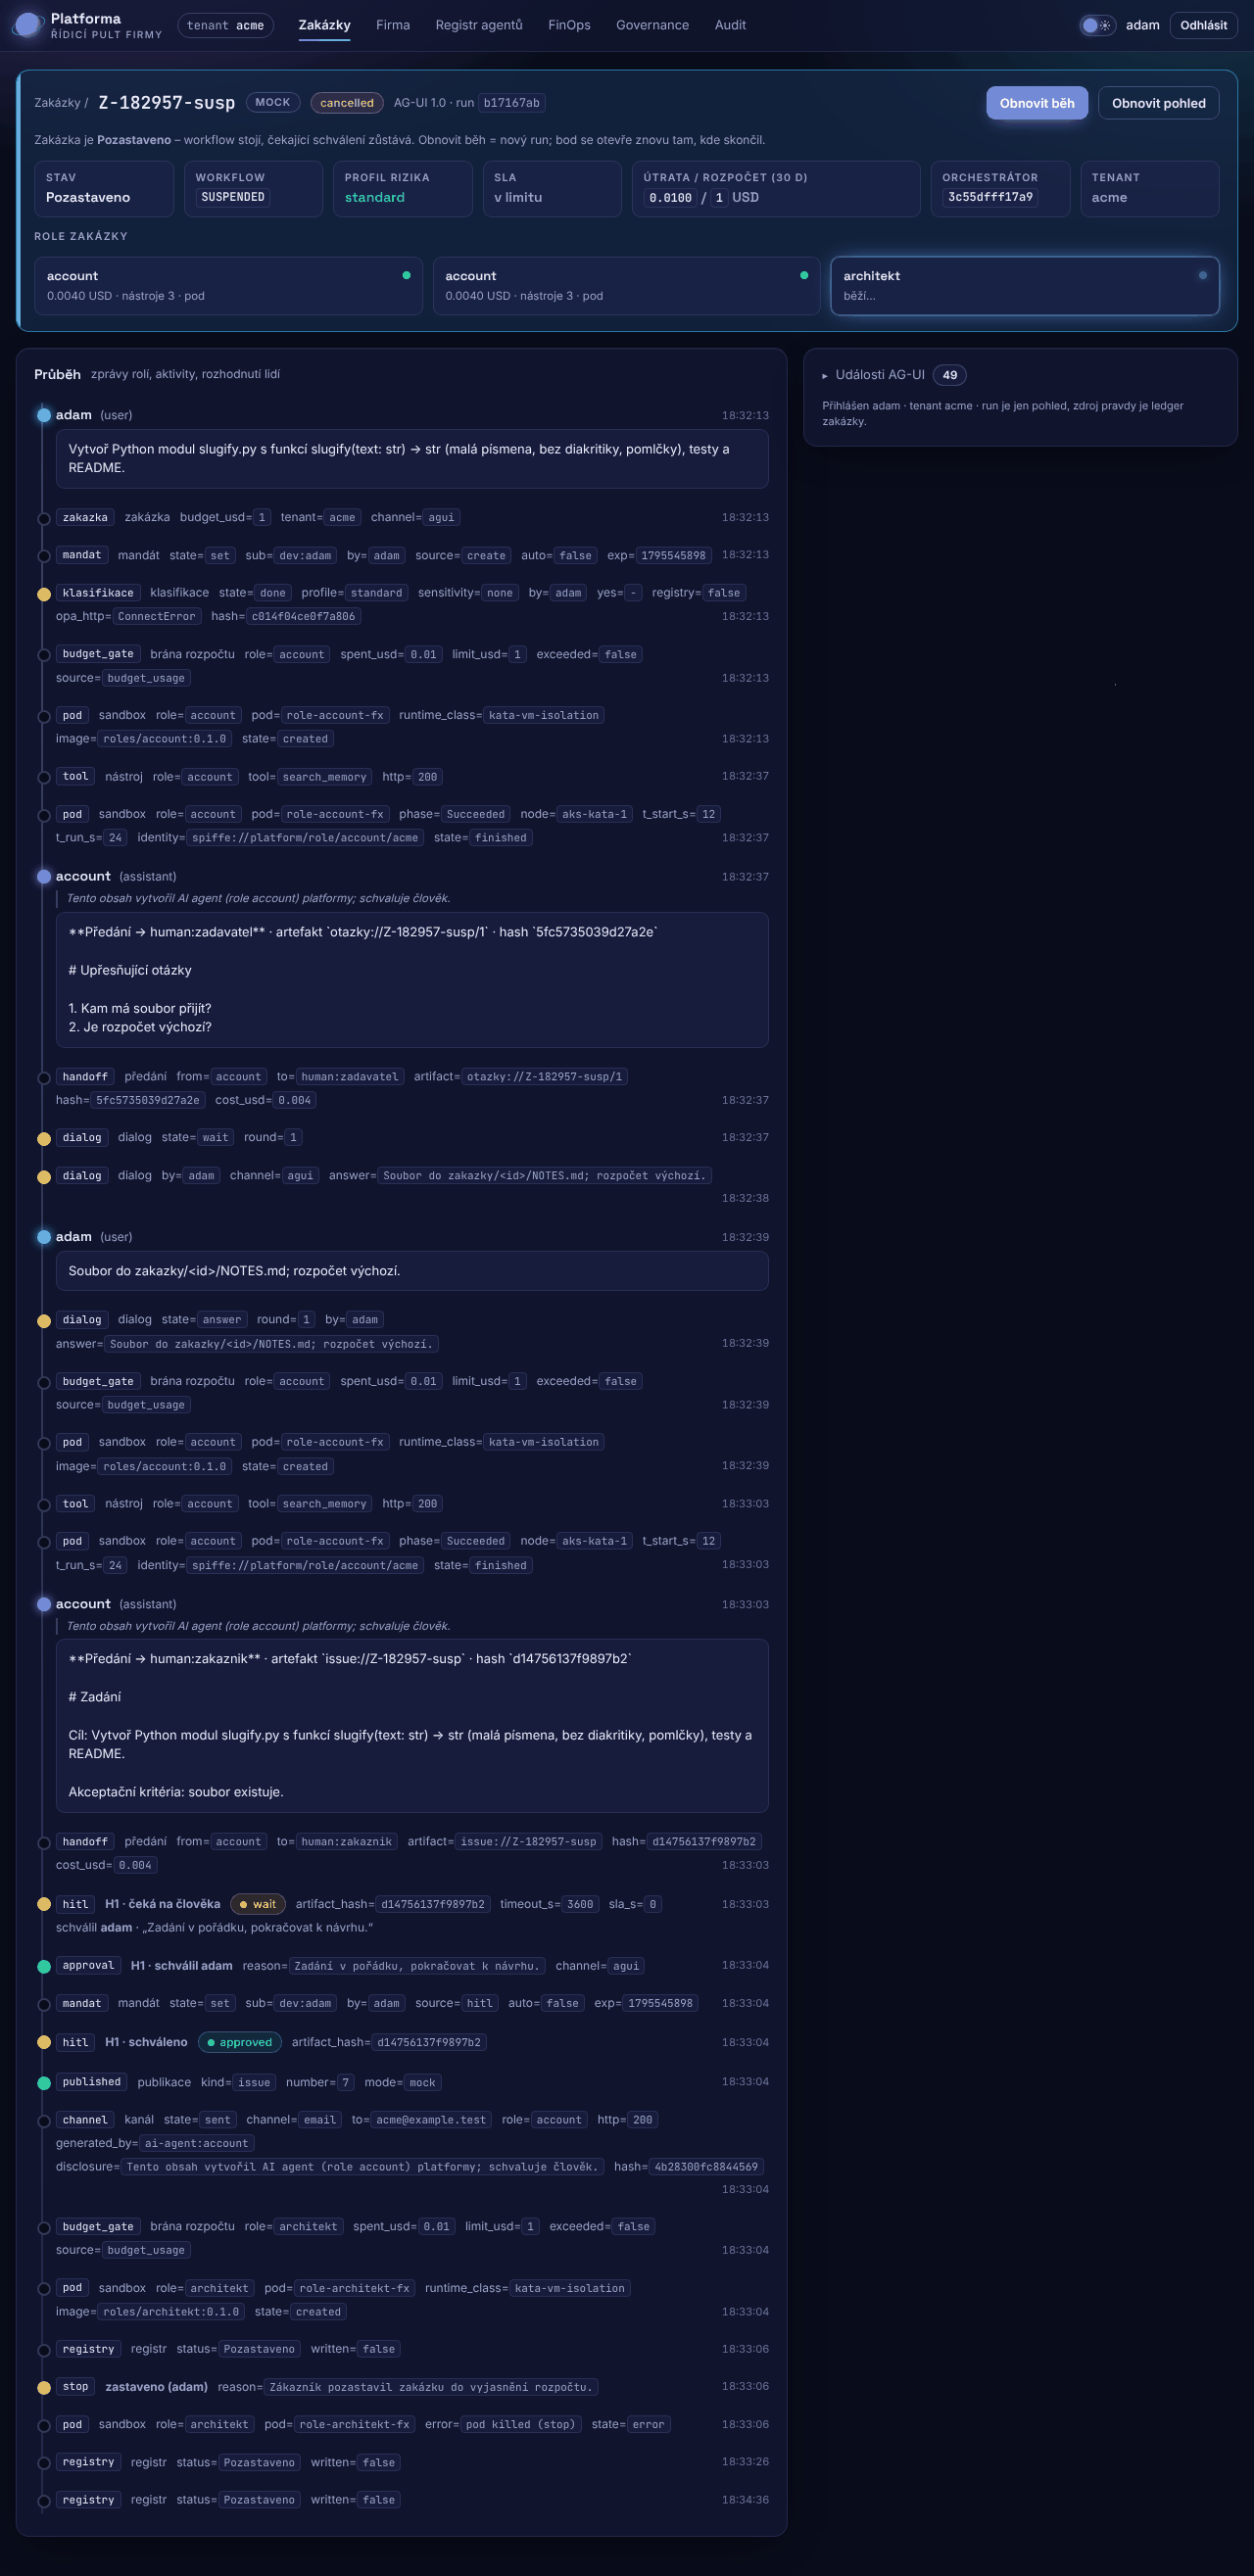 Platforma
ŘÍDICÍ PULT FIRMY
tenant acme
Zakázky
Firma
Registr agentů
FinOps
Governance
Audit
adam
Odhlásit
Zakázky / Z-182957-susp MOCK cancelled AG-UI 1.0 · run b17167ab
Obnovit běh
Obnovit pohled
Zakázka je Pozastaveno – workflow stojí, čekající schválení zůstává. Obnovit běh = nový run; bod se otevře znovu tam, kde skončil.
STAV
Pozastaveno
WORKFLOW
SUSPENDED
PROFIL RIZIKA
standard
SLA
v limitu
ÚTRATA / ROZPOČET (30 D)
0.0100 / 1 USD
ORCHESTRÁTOR
3c55dfff17a9
TENANT
acme
ROLE ZAKÁZKY
account
0.0040 USD · nástroje 3 · pod
account
0.0040 USD · nástroje 3 · pod
architekt
běží…
Průběh zprávy rolí, aktivity, rozhodnutí lidí
▸ Události AG-UI 49
Přihlášen adam · tenant acme · run je jen pohled, zdroj pravdy je ledger
zakázky.
adam (user) 18:32:13
Vytvoř Python modul slugify.py s funkcí slugify(text: str) -> str (malá písmena, bez diakritiky, pomlčky), testy a
README.
zakazka zakázka budget_usd=1 tenant=acme channel=agui 18:32:13
mandat mandát state=set sub=dev:adam by=adam source=create auto=false exp=1795545898 18:32:13
klasifikace klasifikace state=done profile=standard sensitivity=none by=adam yes=- registry=false
opa_http=ConnectError hash=c014f04ce0f7a806 18:32:13
budget_gate brána rozpočtu role=account spent_usd=0.01 limit_usd=1 exceeded=false
source=budget_usage 18:32:13
pod sandbox role=account pod=role-account-fx runtime_class=kata-vm-isolation
image=roles/account:0.1.0 state=created 18:32:13
tool nástroj role=account tool=search_memory http=200 18:32:37
pod sandbox role=account pod=role-account-fx phase=Succeeded node=aks-kata-1 t_start_s=12
t_run_s=24 identity=spiffe://platform/role/account/acme state=finished 18:32:37
account (assistant) 18:32:37
Tento obsah vytvořil AI agent (role account) platformy; schvaluje člověk.
**Předání → human:zadavatel** · artefakt `otazky://Z-182957-susp/1` · hash `5fc5735039d27a2e`
# Upřesňující otázky
1. Kam má soubor přijít?
2. Je rozpočet výchozí?
handoff předání from=account to=human:zadavatel artifact=otazky://Z-182957-susp/1
hash=5fc5735039d27a2e cost_usd=0.004 18:32:37
dialog dialog state=wait round=1 18:32:37
dialog dialog by=adam channel=agui answer=Soubor do zakazky/<id>/NOTES.md; rozpočet výchozí.
18:32:38
adam (user) 18:32:39
Soubor do zakazky/<id>/NOTES.md; rozpočet výchozí.
dialog dialog state=answer round=1 by=adam
answer=Soubor do zakazky/<id>/NOTES.md; rozpočet výchozí. 18:32:39
budget_gate brána rozpočtu role=account spent_usd=0.01 limit_usd=1 exceeded=false
source=budget_usage 18:32:39
pod sandbox role=account pod=role-account-fx runtime_class=kata-vm-isolation
image=roles/account:0.1.0 state=created 18:32:39
tool nástroj role=account tool=search_memory http=200 18:33:03
pod sandbox role=account pod=role-account-fx phase=Succeeded node=aks-kata-1 t_start_s=12
t_run_s=24 identity=spiffe://platform/role/account/acme state=finished 18:33:03
account (assistant) 18:33:03
Tento obsah vytvořil AI agent (role account) platformy; schvaluje člověk.
**Předání → human:zakaznik** · artefakt `issue://Z-182957-susp` · hash `d14756137f9897b2`
# Zadání
Cíl: Vytvoř Python modul slugify.py s funkcí slugify(text: str) -> str (malá písmena, bez diakritiky, pomlčky), testy a
README.
Akceptační kritéria: soubor existuje.
handoff předání from=account to=human:zakaznik artifact=issue://Z-182957-susp hash=d14756137f9897b2
cost_usd=0.004 18:33:03
hitl H1 · čeká na člověka wait artifact_hash=d14756137f9897b2 timeout_s=3600 sla_s=0 18:33:03
schválil adam · „Zadání v pořádku, pokračovat k návrhu.“
approval H1 · schválil adam reason=Zadání v pořádku, pokračovat k návrhu. channel=agui 18:33:04
mandat mandát state=set sub=dev:adam by=adam source=hitl auto=false exp=1795545898 18:33:04
hitl H1 · schváleno approved artifact_hash=d14756137f9897b2 18:33:04
published publikace kind=issue number=7 mode=mock 18:33:04
channel kanál state=sent channel=email to=acme@example.test role=account http=200
generated_by=ai-agent:account
disclosure=Tento obsah vytvořil AI agent (role account) platformy; schvaluje člověk. hash=4b28300fc8844569
18:33:04
budget_gate brána rozpočtu role=architekt spent_usd=0.01 limit_usd=1 exceeded=false
source=budget_usage 18:33:04
pod sandbox role=architekt pod=role-architekt-fx runtime_class=kata-vm-isolation
image=roles/architekt:0.1.0 state=created 18:33:04
registry registr status=Pozastaveno written=false 18:33:06
stop zastaveno (adam) reason=Zákazník pozastavil zakázku do vyjasnění rozpočtu. 18:33:06
pod sandbox role=architekt pod=role-architekt-fx error=pod killed (stop) state=error 18:33:06
registry registr status=Pozastaveno written=false 18:33:26
registry registr status=Pozastaveno written=false 18:34:36